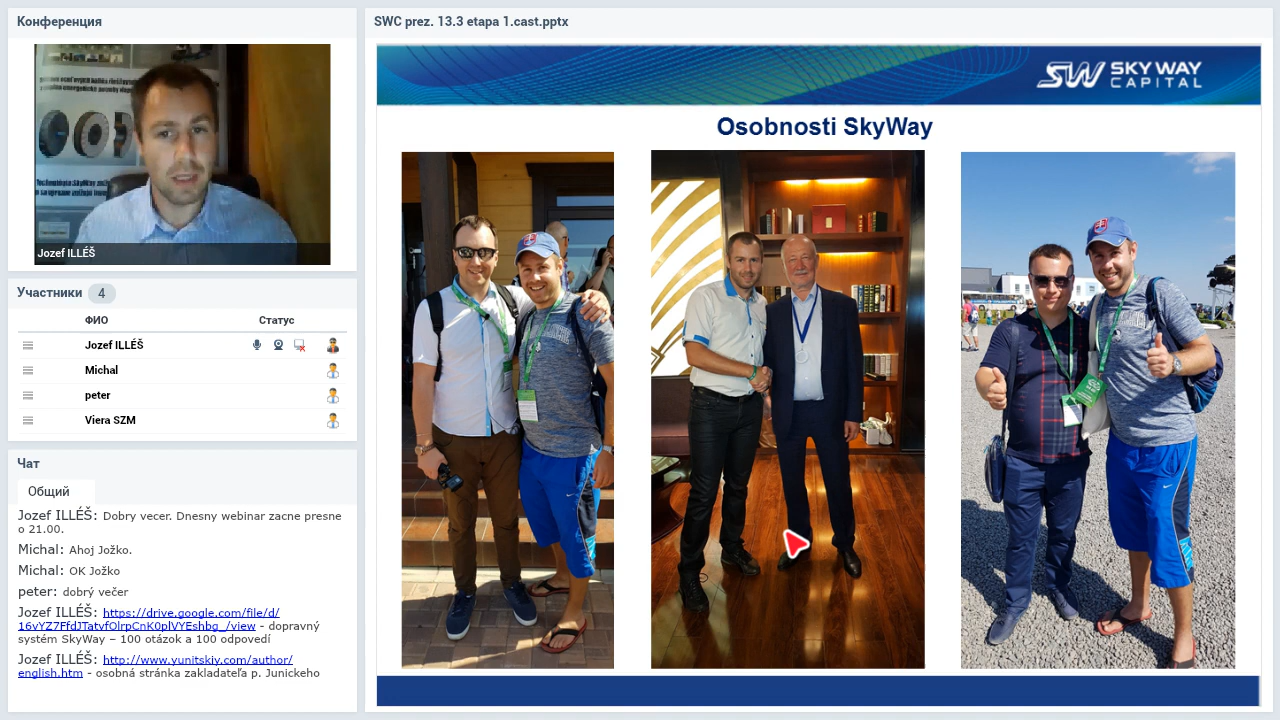 Конференция
Jozef ILLÉŠ
Участники 4
ФИО Статус
Jozef ILLÉŠ
Michal
peter
Viera SZM
Чат
Общий
Jozef ILLÉŠ: Dobry vecer. Dnesny webinar zacne presne
o 21.00.
Michal: Ahoj Jožko.
Michal: OK Jožko
peter: dobrý večer
Jozef ILLÉŠ: https://drive.google.com/file/d/
16vYZ7FfdJTatvfOlrpCnK0plVYEshbg_/view - dopravný
systém SkyWay – 100 otázok a 100 odpovedí
Jozef ILLÉŠ: http://www.yunitskiy.com/author/
english.htm - osobná stránka zakladateľa p. Junickeho
SWC prez. 13.3 etapa 1.cast.pptx
SW SKY WAY
CAPITAL
Osobnosti SkyWay